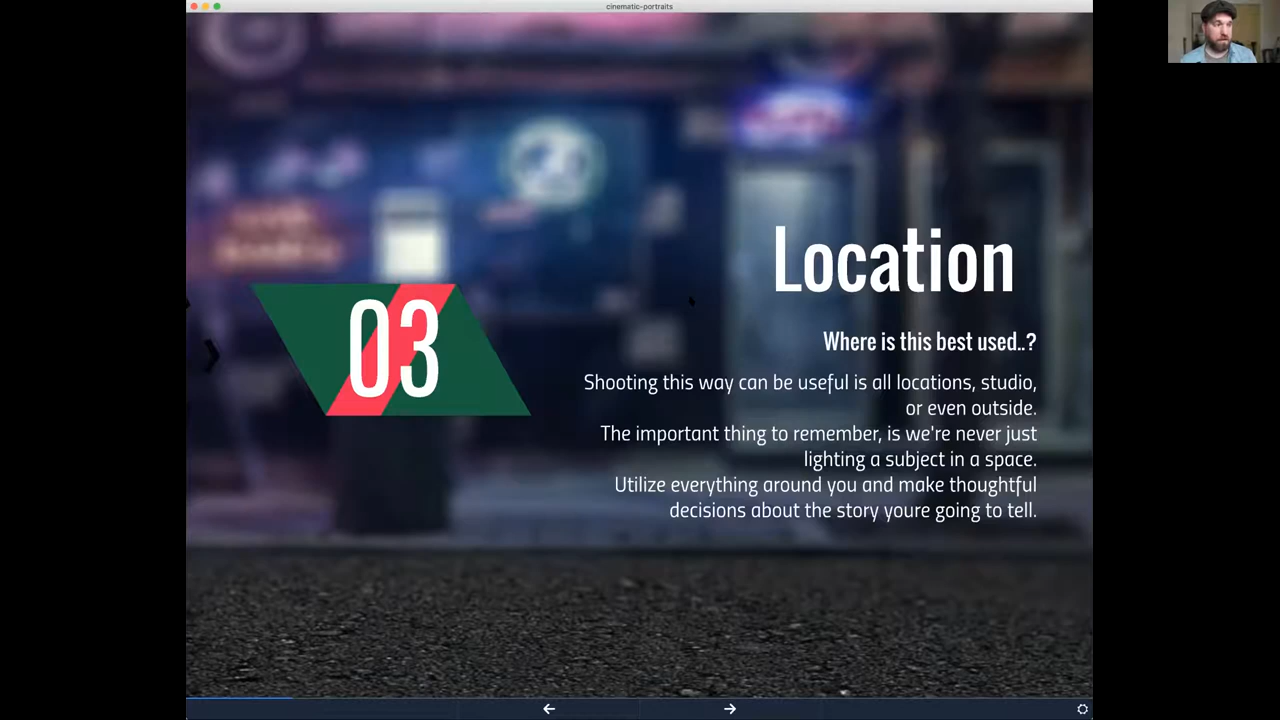 cinematic-portraits
Location
03
Where is this best used..?
Shooting this way can be useful is all locations, studio,
or even outside.
The important thing to remember, is we're never just
lighting a subject in a space.
Utilize everything around you and make thoughtful
decisions about the story youre going to tell.